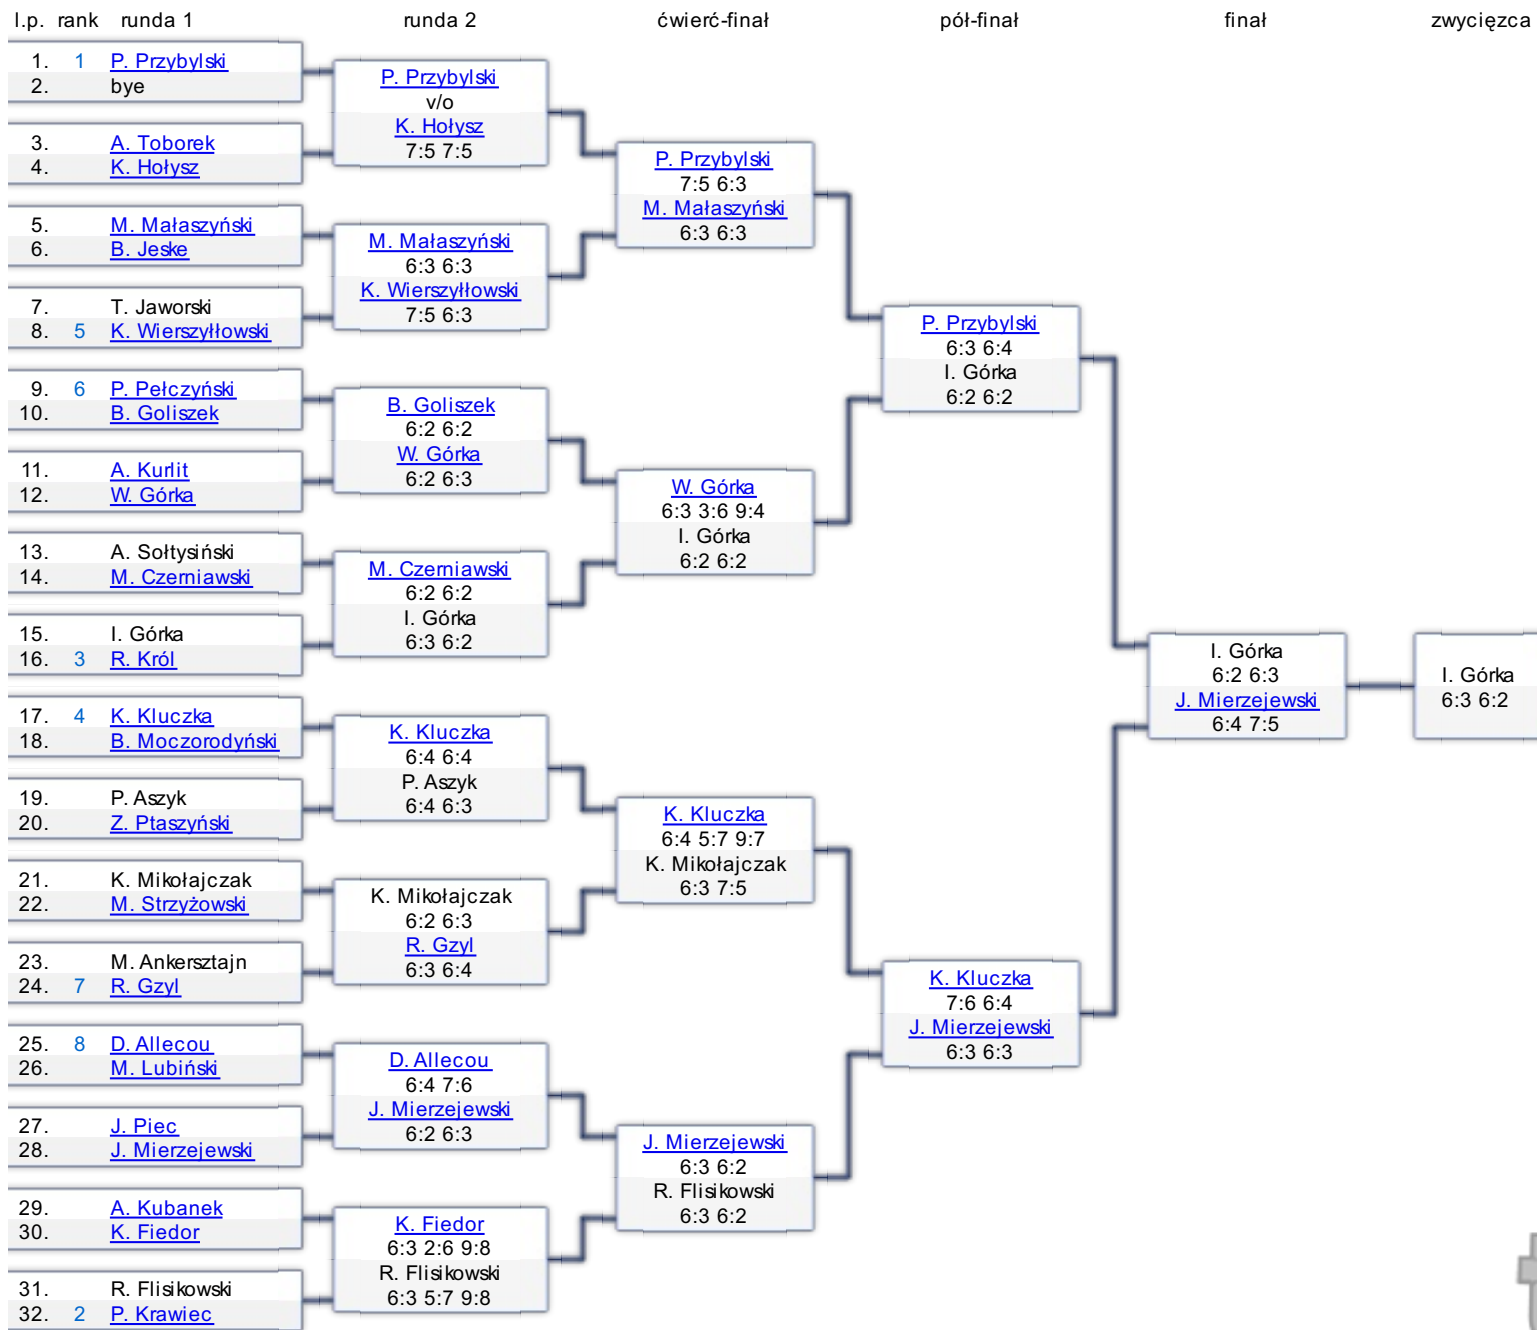 l.p. rank runda 1 runda 2 ćwierć-finał pół-finał finał zwycięzca
1. 1 P. Przybylski
2. bye
3. A. Toborek
4. K. Hołysz
5. M. Małaszyński
6. B. Jeske
7. T. Jaworski
8. 5 K. Wierszyłłowski
9. 6 P. Pełczyński
10. B. Goliszek
11. A. Kurlit
12. W. Górka
13. A. Sołtysiński
14. M. Czerniawski
15. I. Górka
16. 3 R. Król
17. 4 K. Kluczka
18. B. Moczorodyński
19. P. Aszyk
20. Z. Ptaszyński
21. K. Mikołajczak
22. M. Strzyżowski
23. M. Ankersztajn
24. 7 R. Gzyl
25. 8 D. Allecou
26. M. Lubiński
27. J. Piec
28. J. Mierzejewski
29. A. Kubanek
30. K. Fiedor
31. R. Flisikowski
32. 2 P. Krawiec
P. Przybylski
v/o
K. Hołysz
7:5 7:5
M. Małaszyński
6:3 6:3
K. Wierszyłłowski
7:5 6:3
B. Goliszek
6:2 6:2
W. Górka
6:2 6:3
M. Czerniawski
6:2 6:2
I. Górka
6:3 6:2
K. Kluczka
6:4 6:4
P. Aszyk
6:4 6:3
K. Mikołajczak
6:2 6:3
R. Gzyl
6:3 6:4
D. Allecou
6:4 7:6
J. Mierzejewski
6:2 6:3
K. Fiedor
6:3 2:6 9:8
R. Flisikowski
6:3 5:7 9:8
P. Przybylski
7:5 6:3
M. Małaszyński
6:3 6:3
W. Górka
6:3 3:6 9:4
I. Górka
6:2 6:2
K. Kluczka
6:4 5:7 9:7
K. Mikołajczak
6:3 7:5
J. Mierzejewski
6:3 6:2
R. Flisikowski
6:3 6:2
P. Przybylski
6:3 6:4
I. Górka
6:2 6:2
K. Kluczka
7:6 6:4
J. Mierzejewski
6:3 6:3
I. Górka
6:2 6:3
J. Mierzejewski
6:4 7:5
I. Górka
6:3 6:2